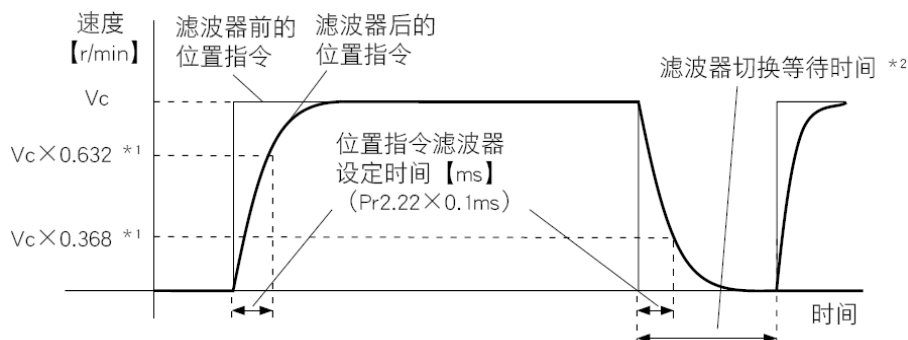 速度
【r/min】
滤波器前的
位置指令
滤波器后的
位置指令
滤波器切换等待时间 *2
Vc
Vc×0.632 *1
位置指令滤波器
设定时间【ms】
（Pr2.22×0.1ms）
Vc×0.368 *1
时间